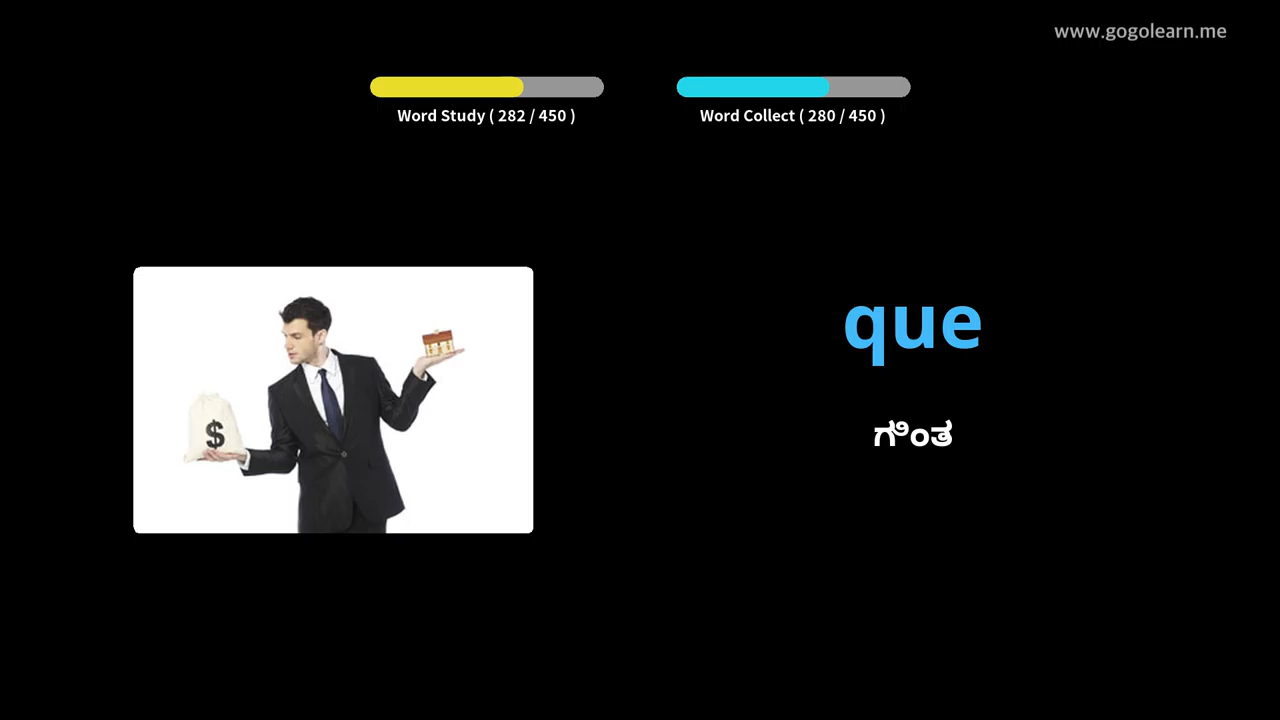 www.gogolearn.me
Word Study ( 282 / 450 )
Word Collect ( 280 / 450 )
$
que
ಗಿಂತ